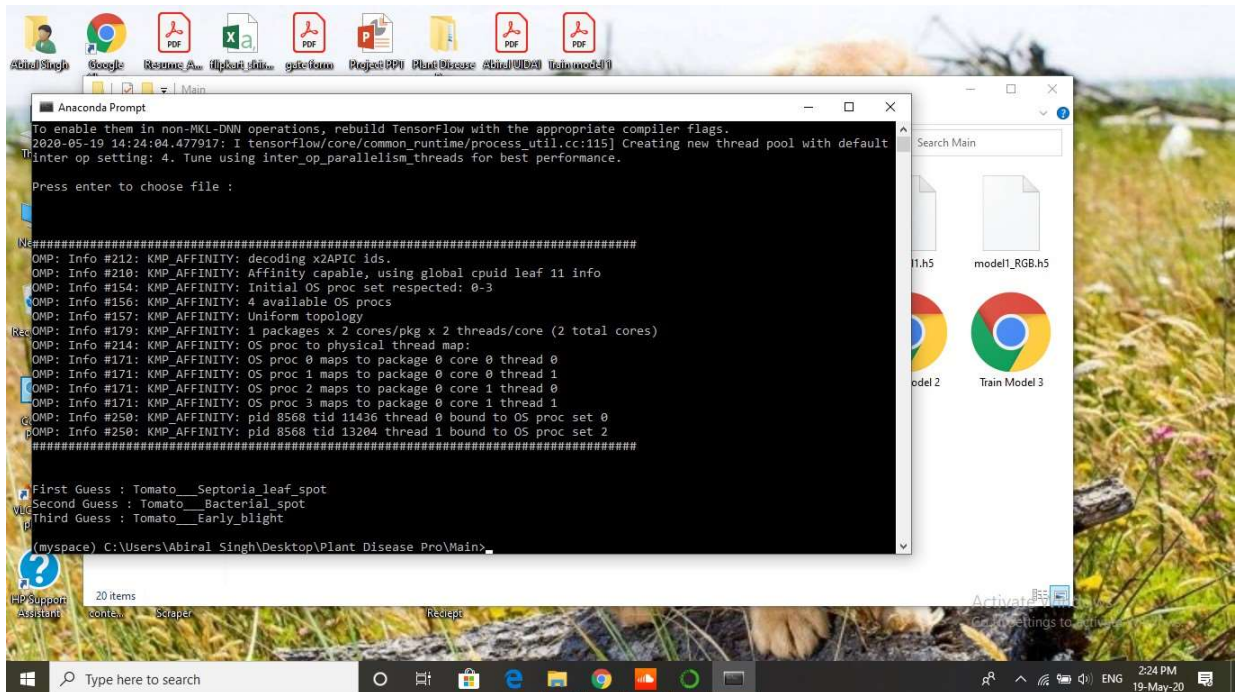 Abiral Singh
Google
Resume_A...
flipkart_shi...
gate form
Project PPT
Plant Disease
Abiral UIDAI
Train model 1
Main
Anaconda Prompt
To enable them in non-MKL-DNN operations, rebuild TensorFlow with the appropriate compiler flags.
2020-05-19 14:24:04.477917: I tensorflow/core/common_runtime/process_util.cc:115] Creating new thread pool with default
inter op setting: 4. Tune using inter_op_parallelism_threads for best performance.
Press enter to choose file :
#####################################################################################
OMP: Info #212: KMP_AFFINITY: decoding x2APIC ids.
OMP: Info #210: KMP_AFFINITY: Affinity capable, using global cpuid leaf 11 info
OMP: Info #154: KMP_AFFINITY: Initial OS proc set respected: 0-3
OMP: Info #156: KMP_AFFINITY: 4 available OS procs
OMP: Info #157: KMP_AFFINITY: Uniform topology
OMP: Info #179: KMP_AFFINITY: 1 packages x 2 cores/pkg x 2 threads/core (2 total cores)
OMP: Info #214: KMP_AFFINITY: OS proc to physical thread map:
OMP: Info #171: KMP_AFFINITY: OS proc 0 maps to package 0 core 0 thread 0
OMP: Info #171: KMP_AFFINITY: OS proc 1 maps to package 0 core 0 thread 1
OMP: Info #171: KMP_AFFINITY: OS proc 2 maps to package 0 core 1 thread 0
OMP: Info #171: KMP_AFFINITY: OS proc 3 maps to package 0 core 1 thread 1
OMP: Info #250: KMP_AFFINITY: pid 8568 tid 11436 thread 0 bound to OS proc set 0
OMP: Info #250: KMP_AFFINITY: pid 8568 tid 13204 thread 1 bound to OS proc set 2
#####################################################################################
First Guess : Tomato___Septoria_leaf_spot
Second Guess : Tomato___Bacterial_spot
Third Guess : Tomato___Early_blight
(myspace) C:\Users\Abiral Singh\Desktop\Plant Disease Pro\Main>
Search Main
l1.h5
model1_RGB.h5
odel 2
Train Model 3
20 items
HP Support
Assistant
conte...
Scraper
Reciept
Activate Windows
Type here to search
ENG
2:24 PM
19-May-20